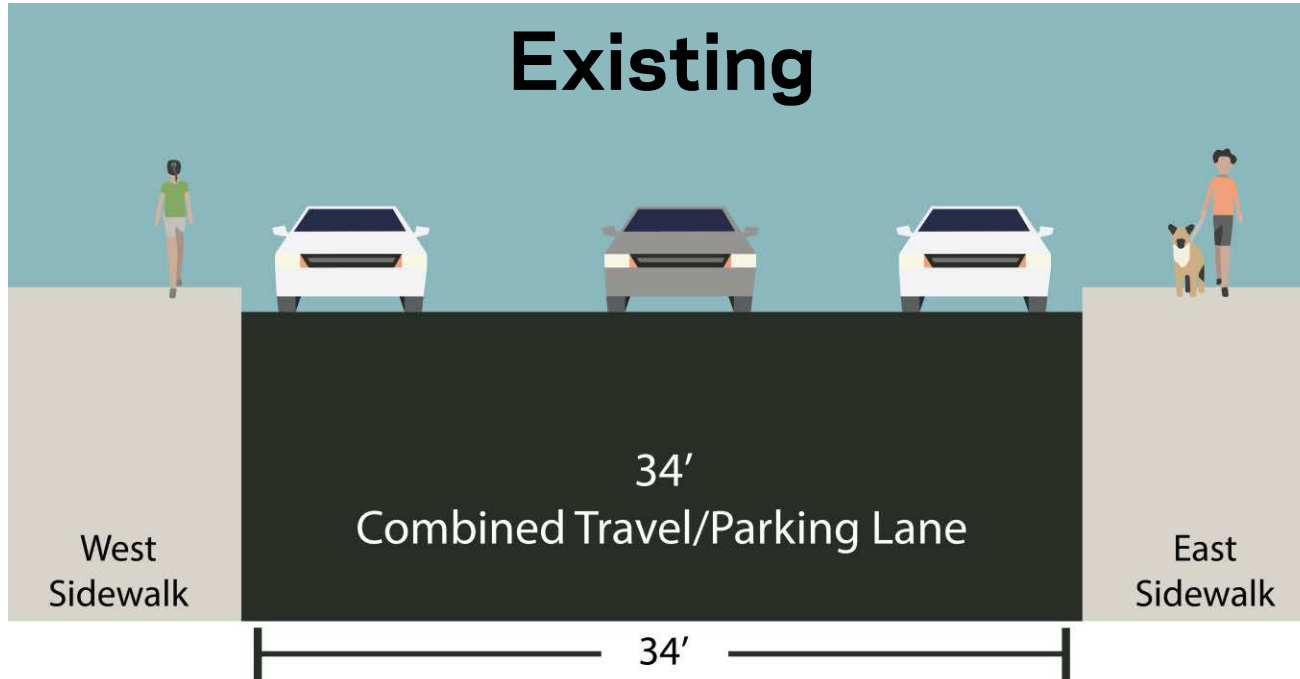 Existing
34’
Combined Travel/Parking Lane
West
Sidewalk
East
Sidewalk
34’